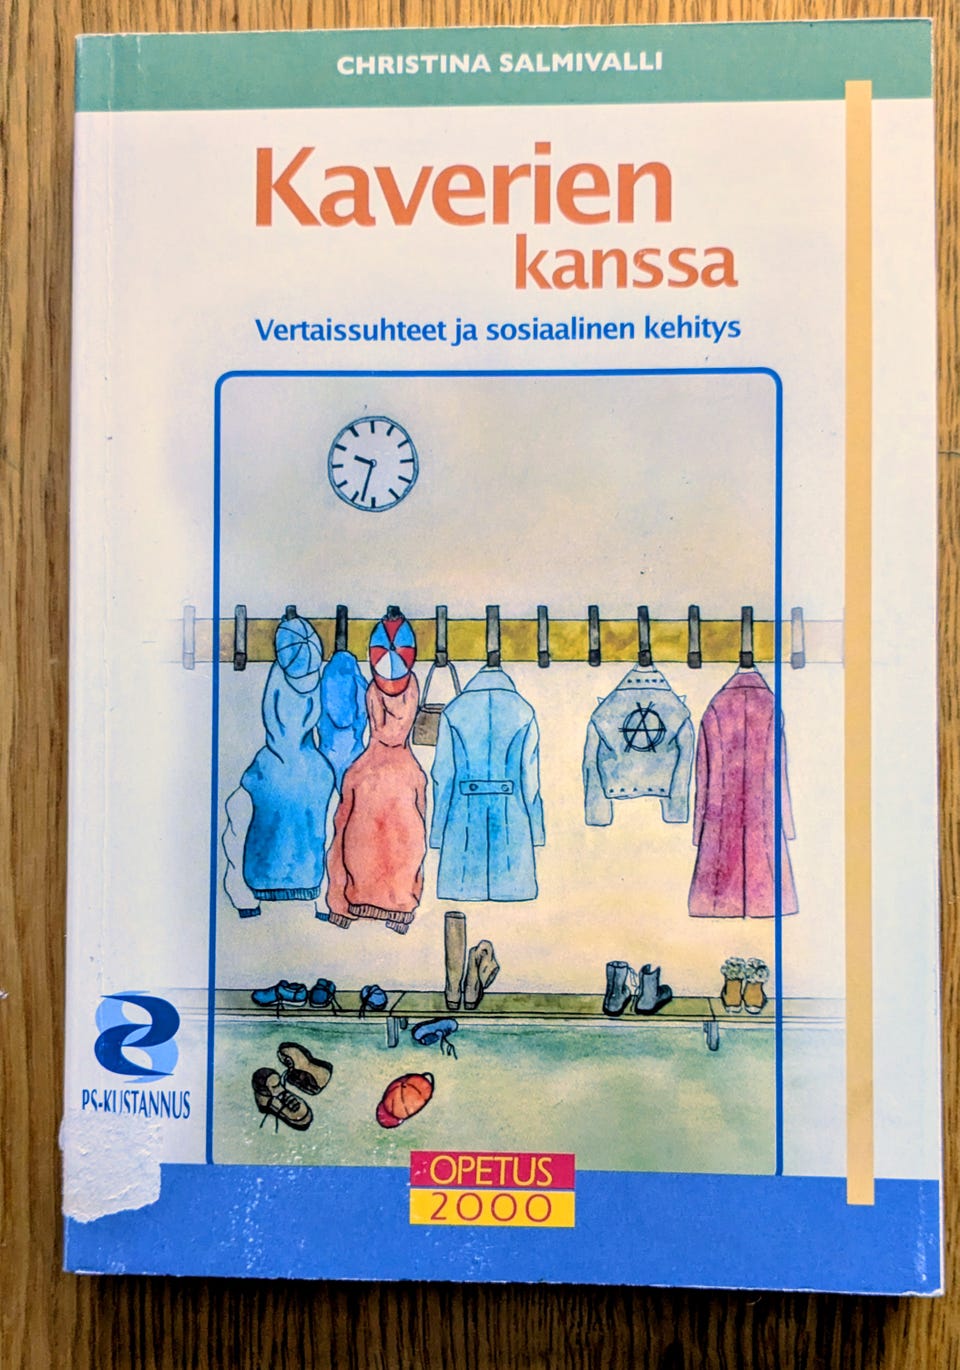 CHRISTINA SALMIVALLI
Kaverien
kanssa
Vertaissuhteet ja sosiaalinen kehitys
PS-KUSTANNUS
OPETUS
2000